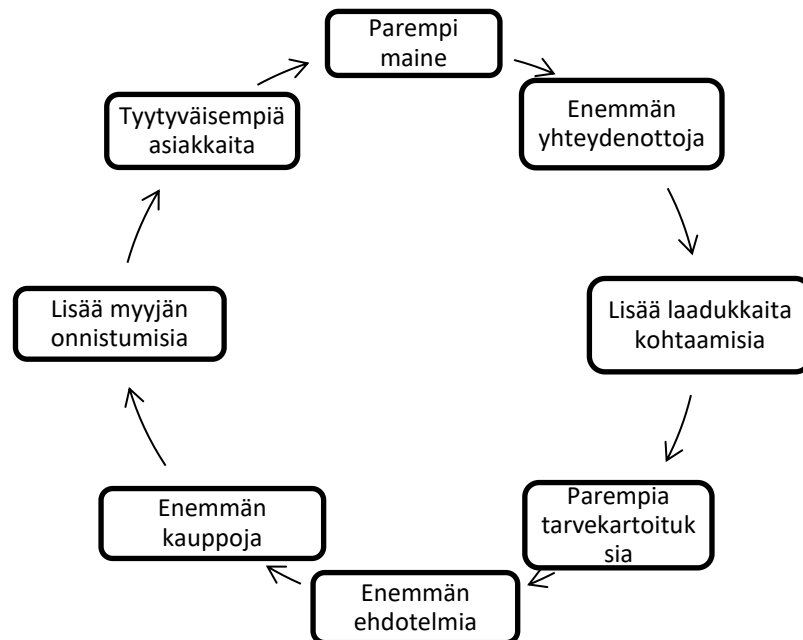 Parempi
maine
Enemmän
yhteydenottoja
Lisää laadukkaita
kohtaamisia
Parempia
tarvekartoituk
sia
Enemmän
ehdotelmia
Enemmän
kauppoja
Lisää myyjän
onnistumisia
Tyytyväisempiä
asiakkaita